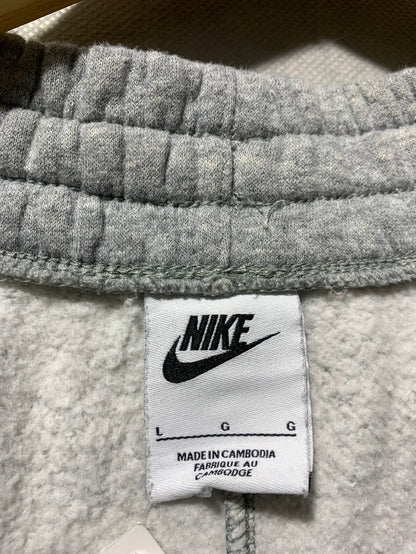 NIKE
L G G
MADE IN CAMBODIA
FABRIQUE AU
CAMBODGE